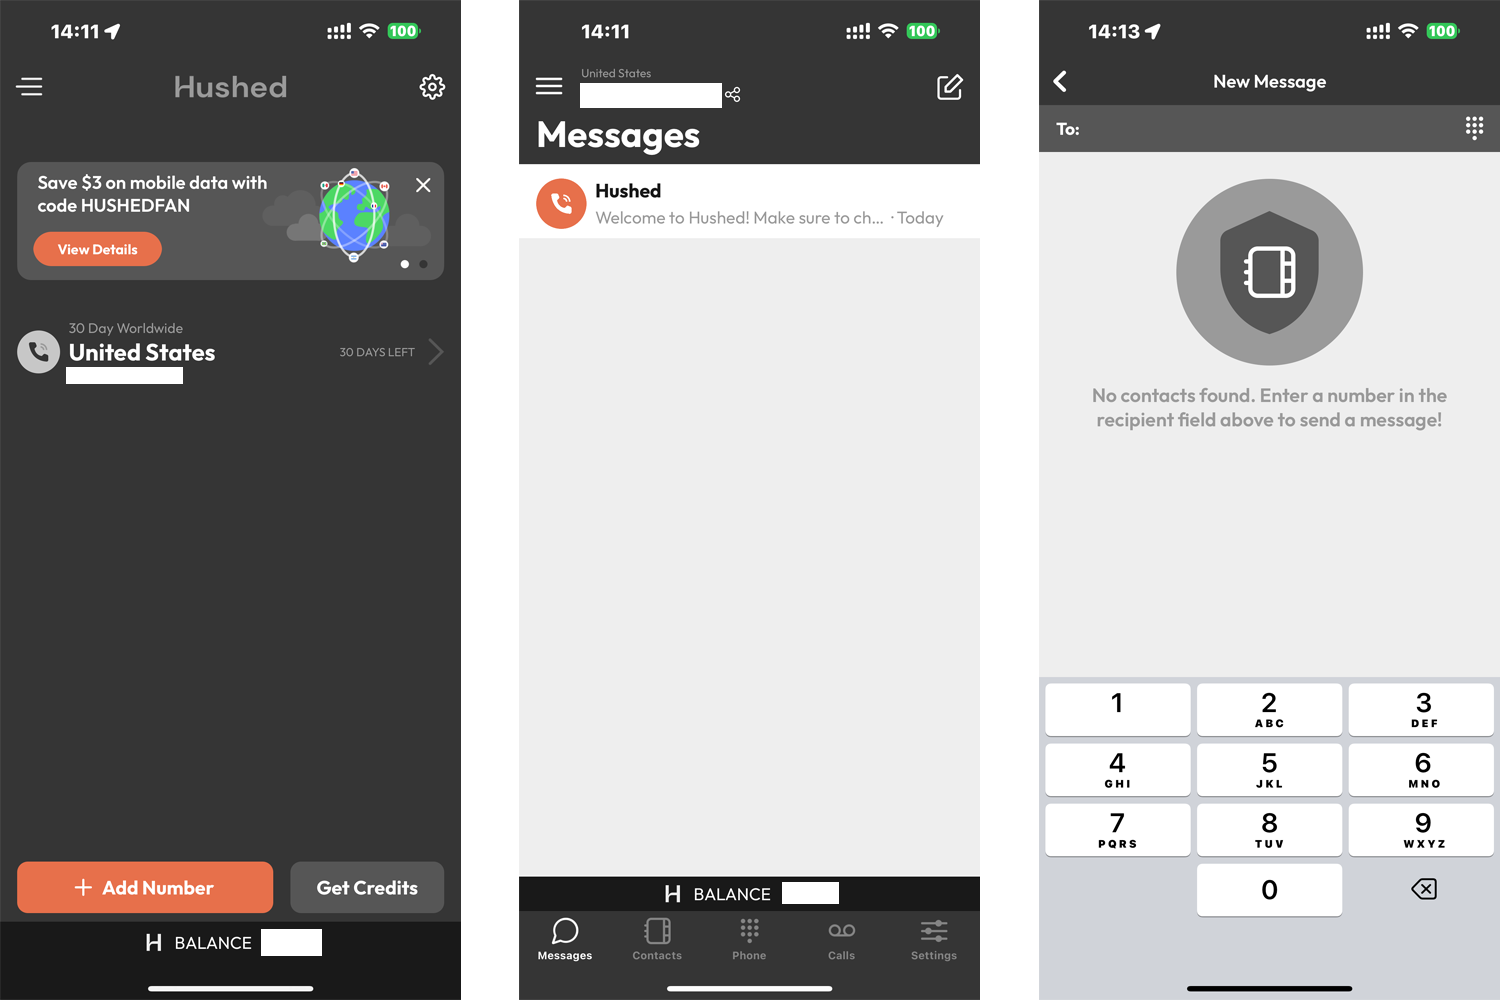 14:11
100
Hushed
Save $3 on mobile data with
code HUSHEDFAN
View Details
30 Day Worldwide
United States
30 DAYS LEFT
+ Add Number
Get Credits
H BALANCE
14:11
100
United States
Messages
Hushed
Welcome to Hushed! Make sure to ch... · Today
H BALANCE
Messages
Contacts
Phone
Calls
Settings
14:13
100
New Message
To:
No contacts found. Enter a number in the
recipient field above to send a message!
1
2
ABC
3
DEF
4
GHI
5
JKL
6
MNO
7
PQRS
8
TUV
9
WXYZ
0